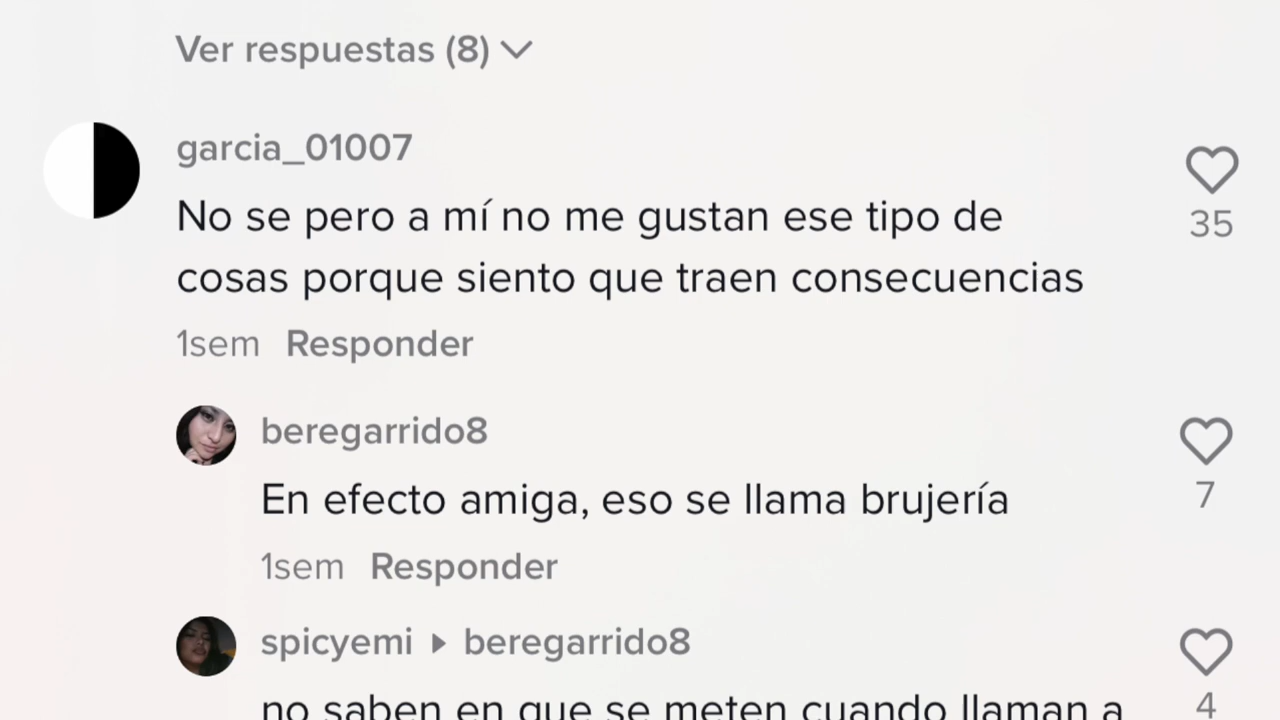 Ver respuestas (8)
garcia_01007
No se pero a mí no me gustan ese tipo de
cosas porque siento que traen consecuencias
35
1sem Responder
beregarrido8
En efecto amiga, eso se llama brujería
7
1sem Responder
spicyemi beregarrido8
no saben en que se meten cuando llaman a
4